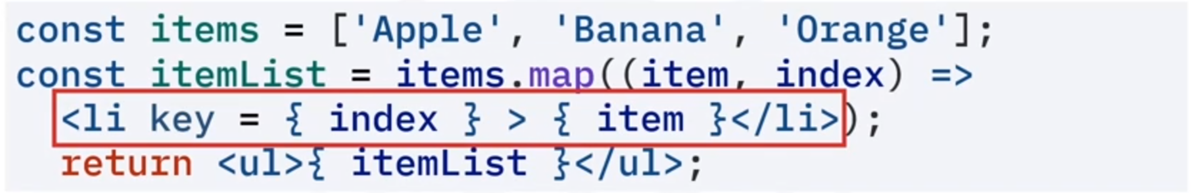 const items = ['Apple', 'Banana', 'Orange'];
const itemList = items.map((item, index) =>
<li key = { index } > { item }</li>);
return <ul>{ itemList }</ul>;